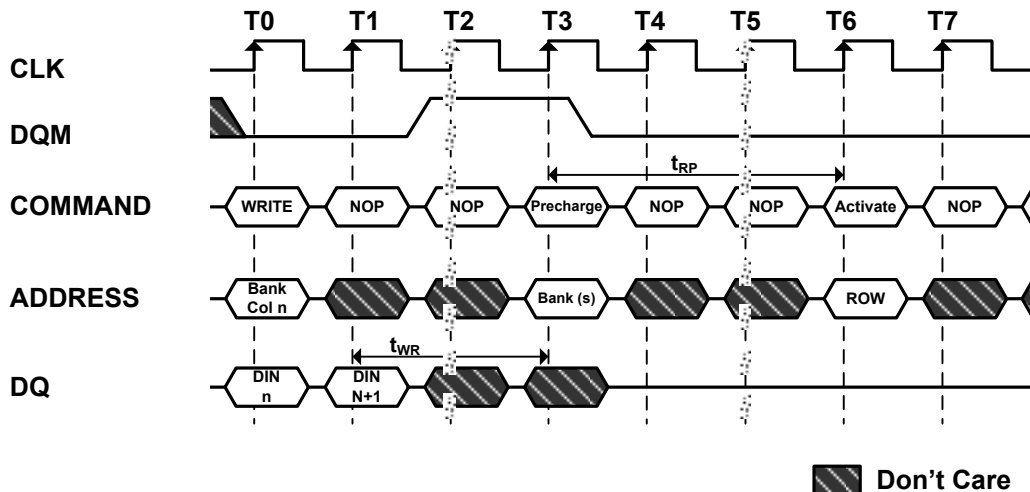 T0 T1 T2 T3 T4 T5 T6 T7
CLK
DQM
tRP
COMMAND WRITE NOP NOP Precharge NOP NOP Activate NOP
ADDRESS Bank Col n Bank (s) ROW
tWR
DQ DIN n DIN N+1
Don't Care